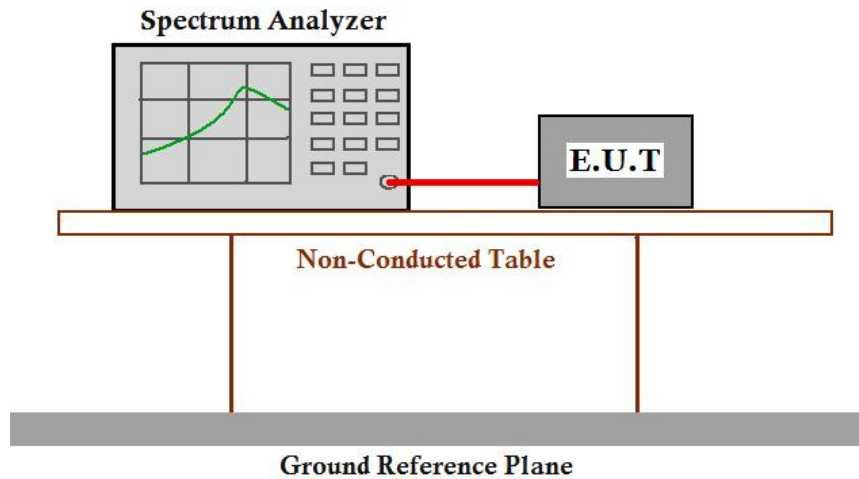 Spectrum Analyzer
E.U.T
Non-Conducted Table
Ground Reference Plane